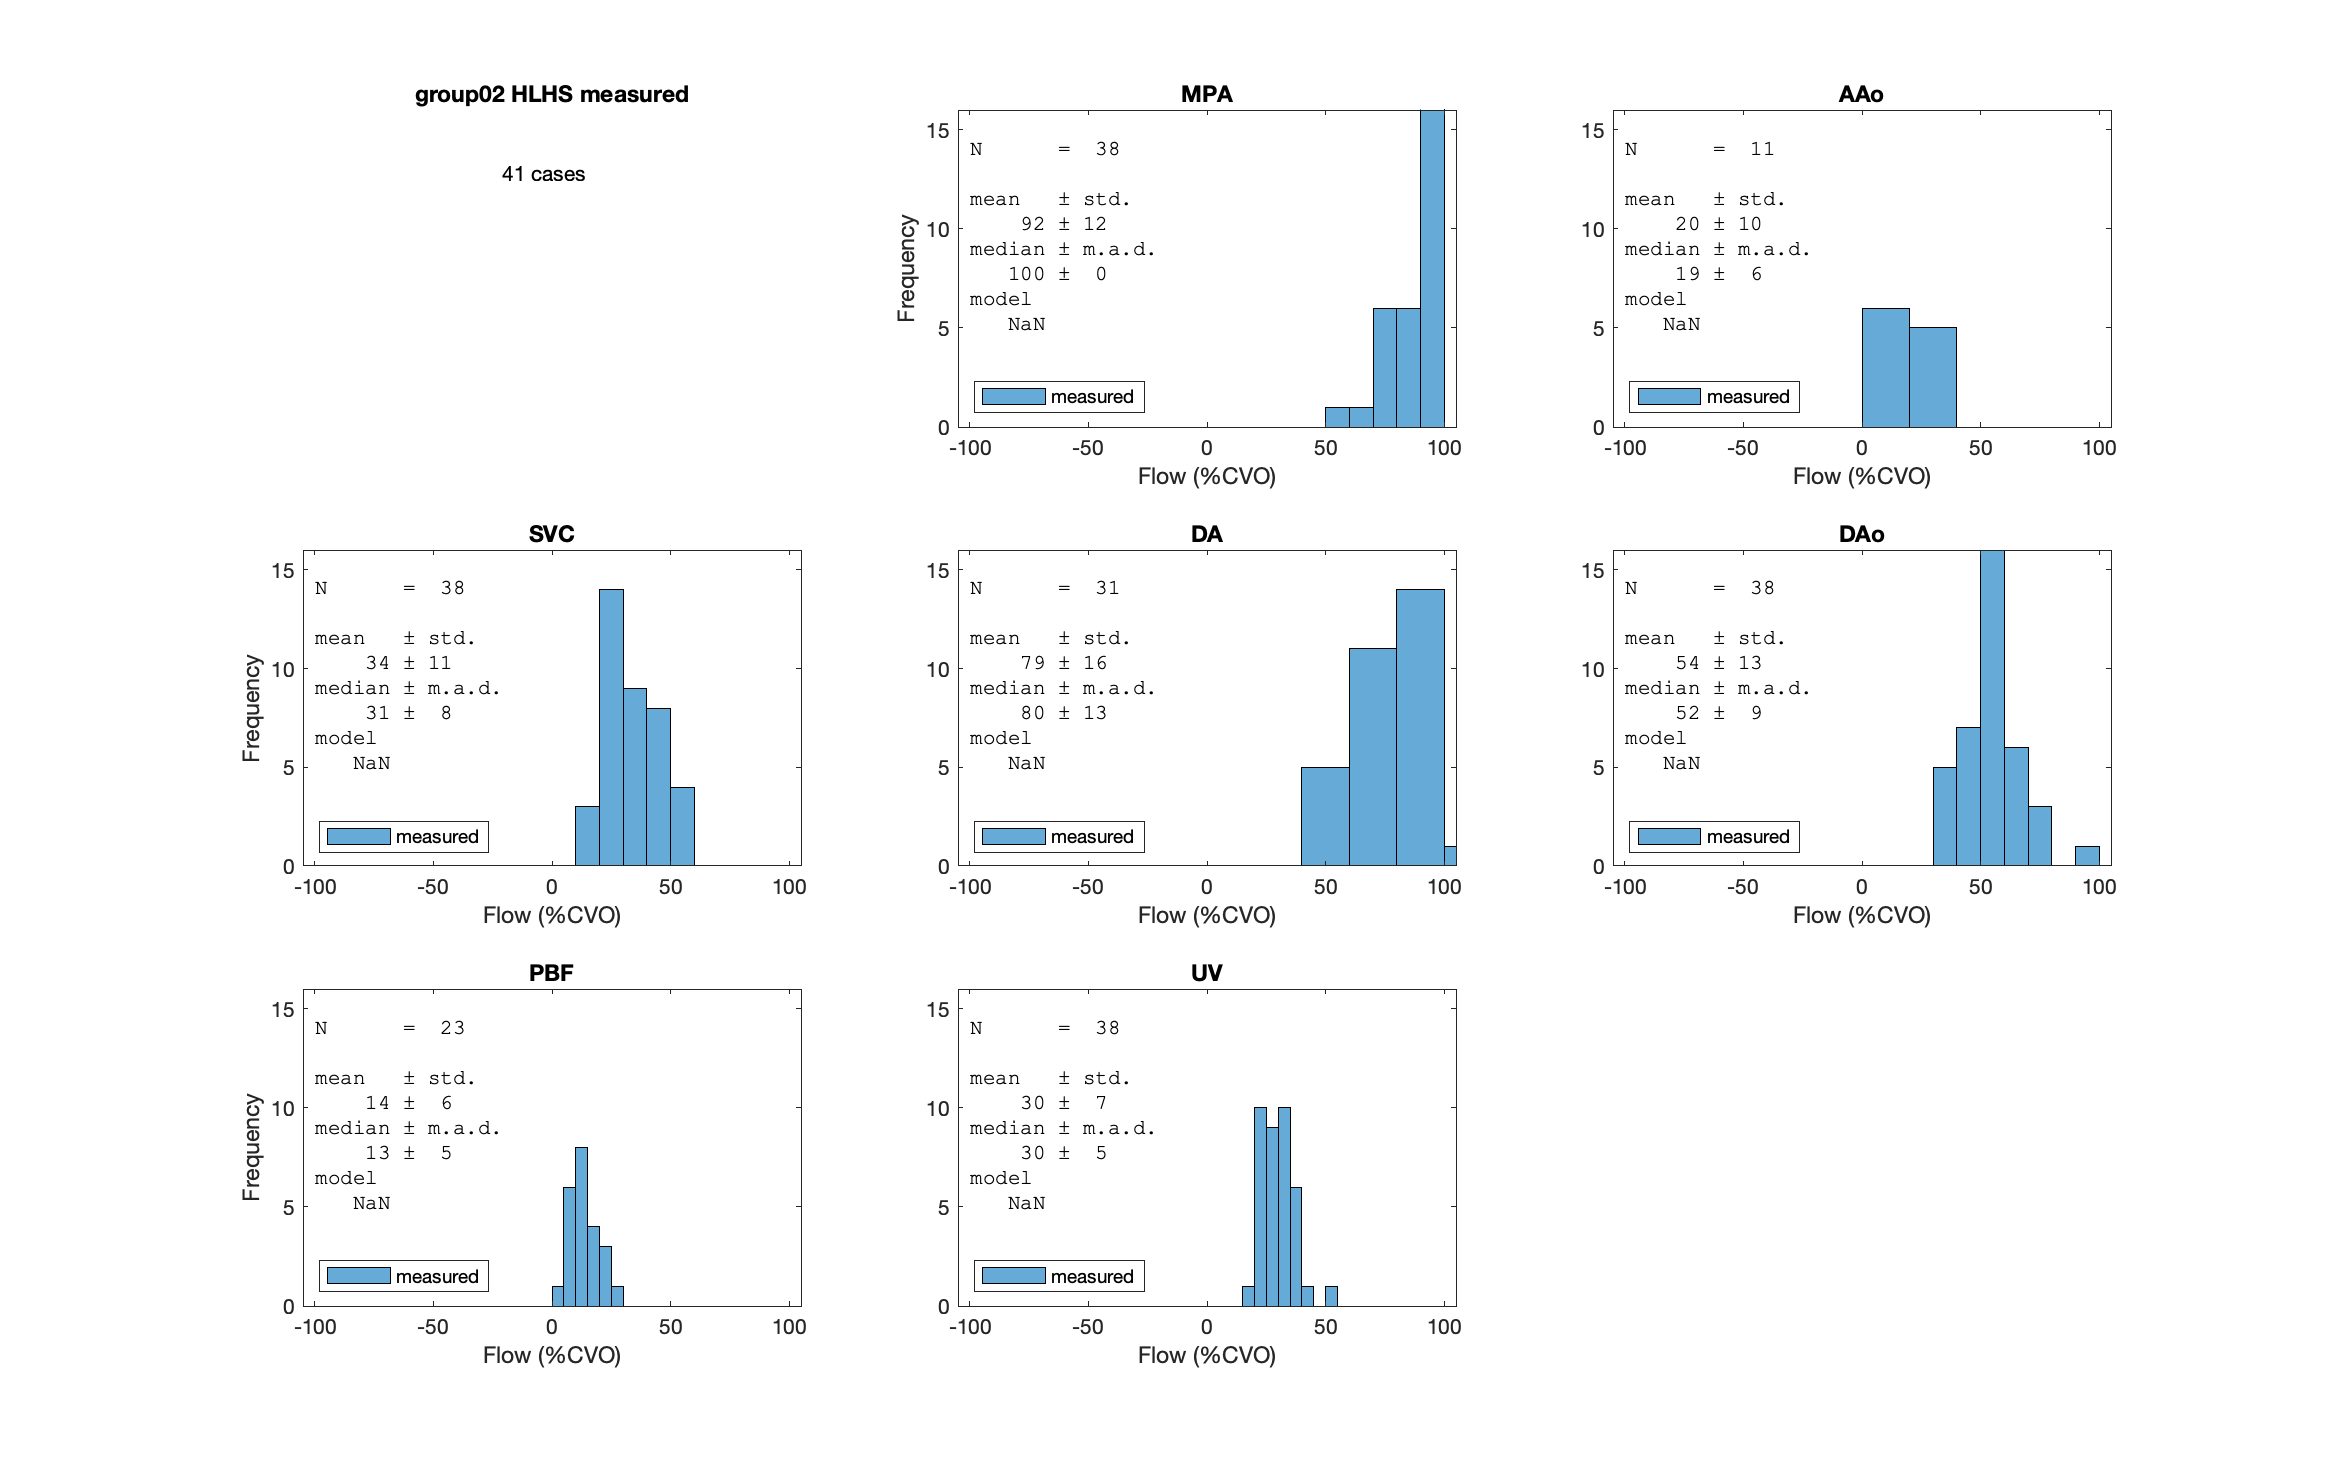 group02 HLHS measured
41 cases
MPA
15
10
5
0
Frequency
N = 38
mean ± std.
92 ± 12
median ± m.a.d.
100 ± 0
model
NaN
measured
-100 -50 0 50 100
Flow (%CVO)
AAo
15
10
5
0
N = 11
mean ± std.
20 ± 10
median ± m.a.d.
19 ± 6
model
NaN
measured
-100 -50 0 50 100
Flow (%CVO)
SVC
15
10
5
0
Frequency
N = 38
mean ± std.
34 ± 11
median ± m.a.d.
31 ± 8
model
NaN
measured
-100 -50 0 50 100
Flow (%CVO)
DA
15
10
5
0
N = 31
mean ± std.
79 ± 16
median ± m.a.d.
80 ± 13
model
NaN
measured
-100 -50 0 50 100
Flow (%CVO)
DAo
15
10
5
0
N = 38
mean ± std.
54 ± 13
median ± m.a.d.
52 ± 9
model
NaN
measured
-100 -50 0 50 100
Flow (%CVO)
PBF
15
10
5
0
Frequency
N = 23
mean ± std.
14 ± 6
median ± m.a.d.
13 ± 5
model
NaN
measured
-100 -50 0 50 100
Flow (%CVO)
UV
15
10
5
0
N = 38
mean ± std.
30 ± 7
median ± m.a.d.
30 ± 5
model
NaN
measured
-100 -50 0 50 100
Flow (%CVO)